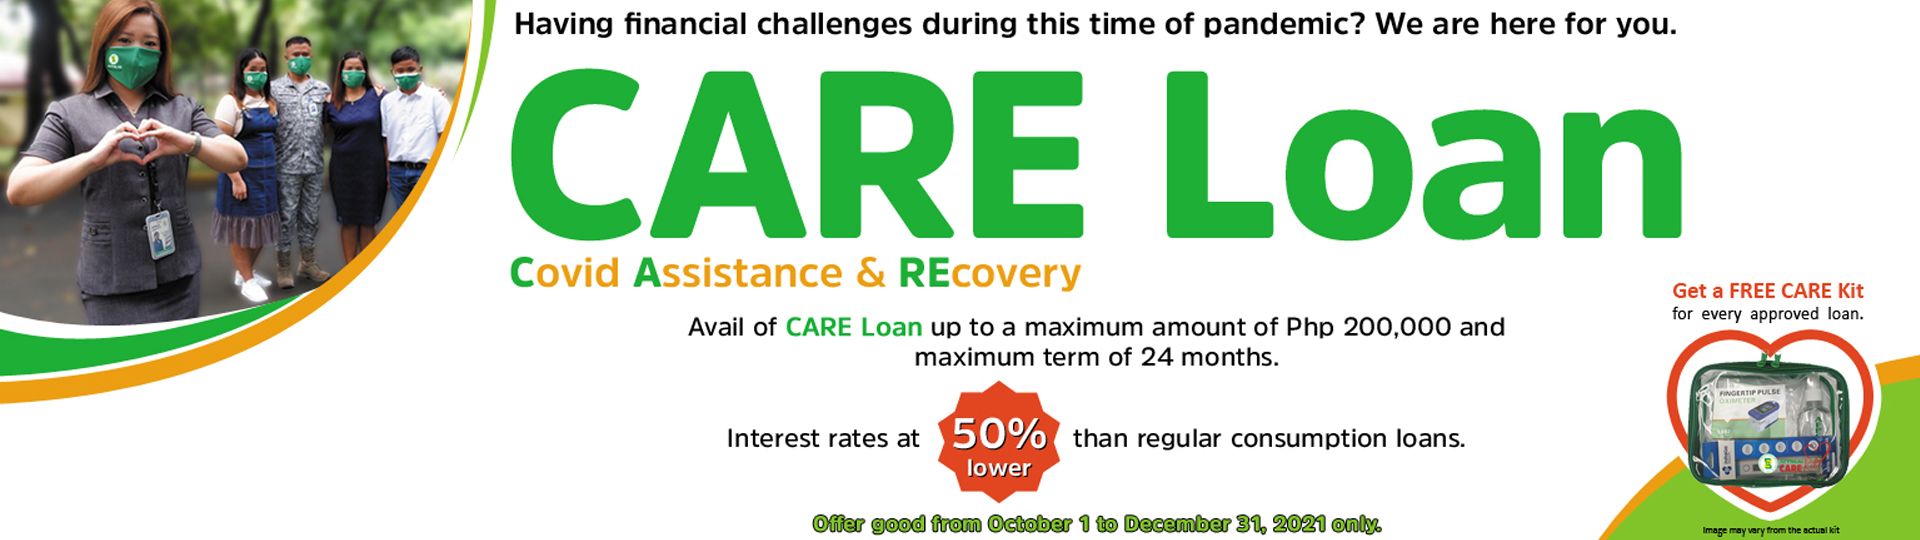 Having financial challenges during this time of pandemic? We are here for you.
CARE Loan
Covid Assistance & REcovery
Avail of CARE Loan up to a maximum amount of Php 200,000 and
maximum term of 24 months.
Interest rates at 50% lower than regular consumption loans.
Offer good from October 1 to December 31, 2021 only.
Get a FREE CARE Kit
for every approved loan.
FINGERTIP PULSE
OXIMETER
CARE
Image may vary from the actual kit